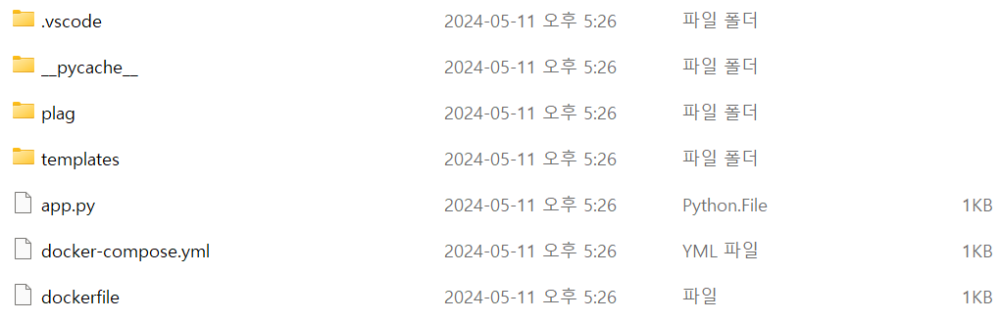 .vscode 2024-05-11 오후 5:26 파일 폴더
__pycache__ 2024-05-11 오후 5:26 파일 폴더
plag 2024-05-11 오후 5:26 파일 폴더
templates 2024-05-11 오후 5:26 파일 폴더
app.py 2024-05-11 오후 5:26 Python.File 1KB
docker-compose.yml 2024-05-11 오후 5:26 YML 파일 1KB
dockerfile 2024-05-11 오후 5:26 파일 1KB